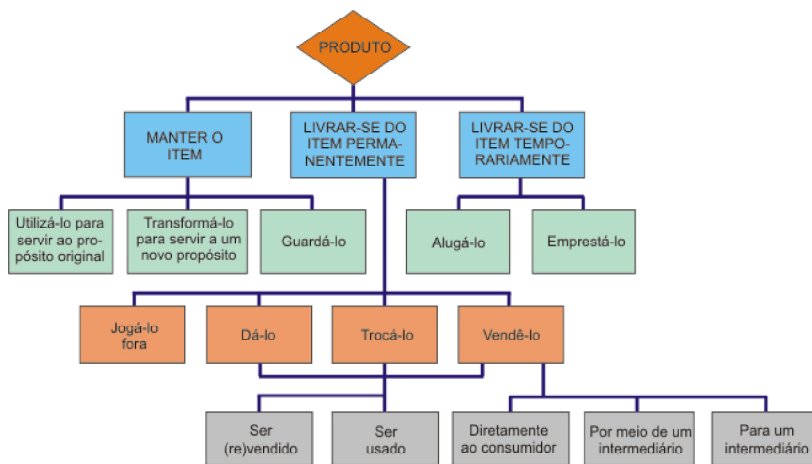 PRODUTO
MANTER O
ITEM
LIVRAR-SE DO
ITEM PERMA-
NENTEMENTE
LIVRAR-SE DO
ITEM TEMPO-
RARIAMENTE
Utilizá-lo para
servir ao pro-
pósito original
Transformá-lo
para servir a um
novo propósito
Guardá-lo
Alugá-lo
Emprestá-lo
Jogá-lo
fora
Dá-lo
Trocá-lo
Vendê-lo
Ser
(re)vendido
Ser
usado
Diretamente
ao consumidor
Por meio de um
intermediário
Para um
intermediário